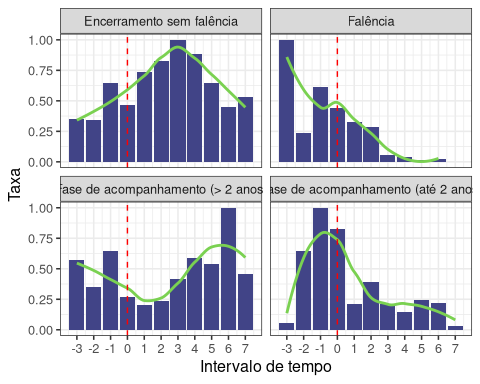 Encerramento sem falência
Falência
1.00
0.75
0.50
0.25
0.00
Fase de acompanhamento (> 2 anos
ase de acompanhamento (até 2 ano
1.00
0.75
0.50
0.25
0.00
-3 -2 -1 0 1 2 3 4 5 6 7
-3 -2 -1 0 1 2 3 4 5 6 7
Taxa
Intervalo de tempo